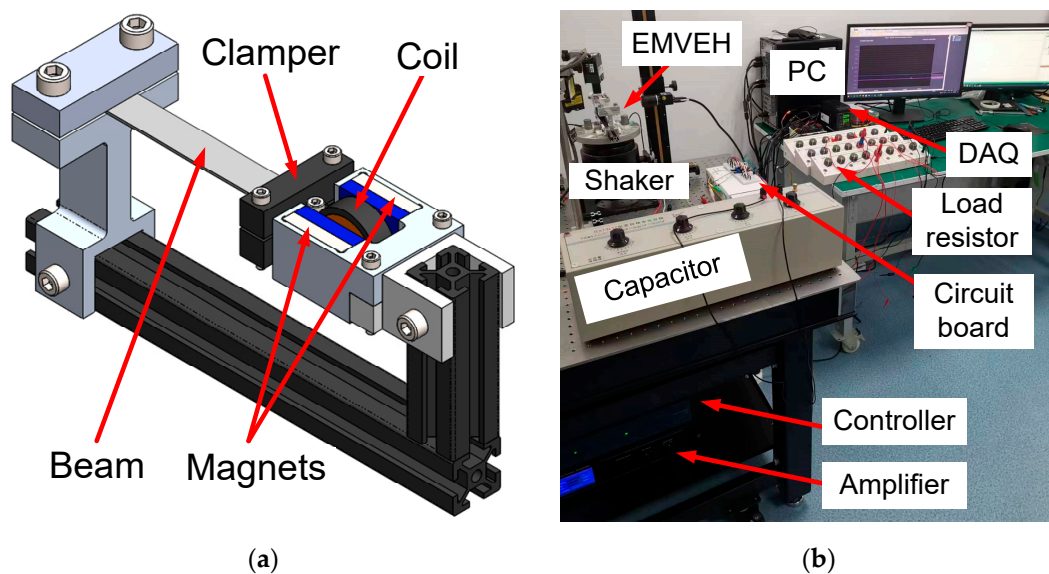 Clamper
Coil
Beam
Magnets
(a)
EMVEH
PC
DAQ
Shaker
Load
resistor
Capacitor
Circuit
board
Controller
Amplifier
(b)